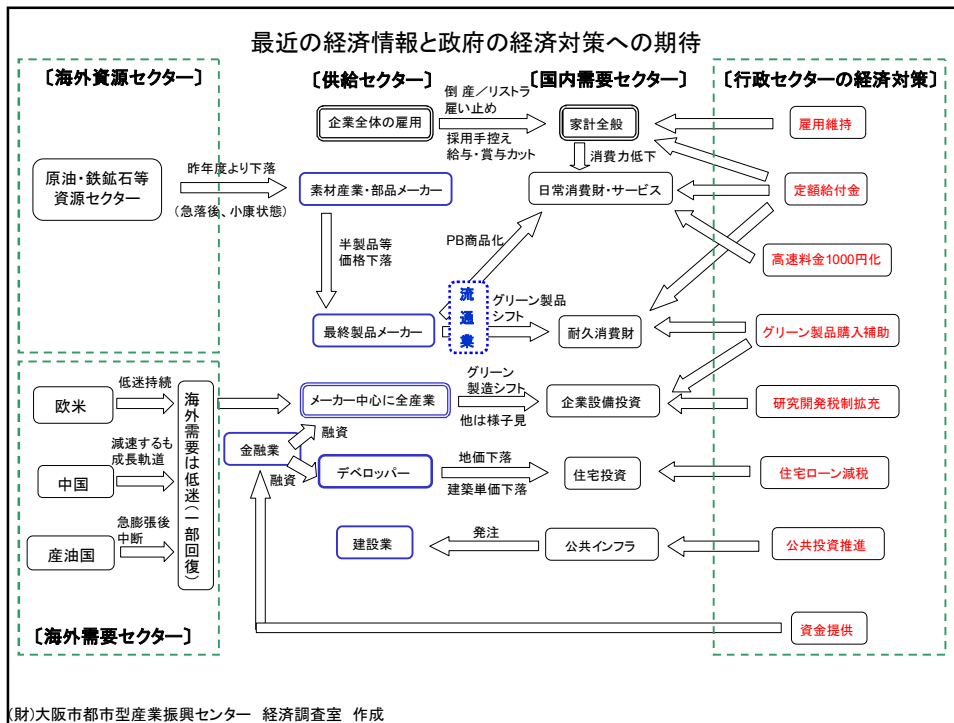 最近の経済情報と政府の経済対策への期待
〔海外資源セクター〕
〔供給セクター〕
〔国内需要セクター〕
〔行政セクターの経済対策〕
企業全体の雇用
倒 産／リストラ
雇い止め
採用手控え
給与・賞与カット
家計全般
雇用維持
消費力低下
原油・鉄鉱石等
資源セクター
昨年度より下落
(急落後、小康状態)
素材産業・部品メーカー
日常消費財・サービス
定額給付金
半製品等
価格下落
PB商品化
高速料金1000円化
流
通
業
グリーン製品
シフト
最終製品メーカー
耐久消費財
グリーン製品購入補助
欧米
低迷持続
海外需要は低迷(一部回復)
メーカー中心に全産業
グリーン
製造シフト
他は様子見
企業設備投資
研究開発税制拡充
金融業
融資
融資
中国
減速するも
成長軌道
デベロッパー
地価下落
建築単価下落
住宅投資
住宅ローン減税
産油国
急膨張後
中断
建設業
発注
公共インフラ
公共投資推進
〔海外需要セクター〕
資金提供
(財)大阪市都市型産業振興センター 経済調査室 作成